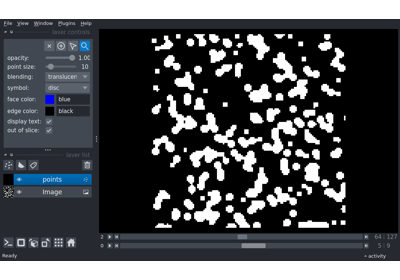 File View Window Plugins Help
layer controls
opacity: 1.00
point size: 10
blending: translucen
symbol: disc
face color: blue
edge color: black
display text:
out of slice:
layer list
points
Image
2 64 127
0 5 9
Ready activity